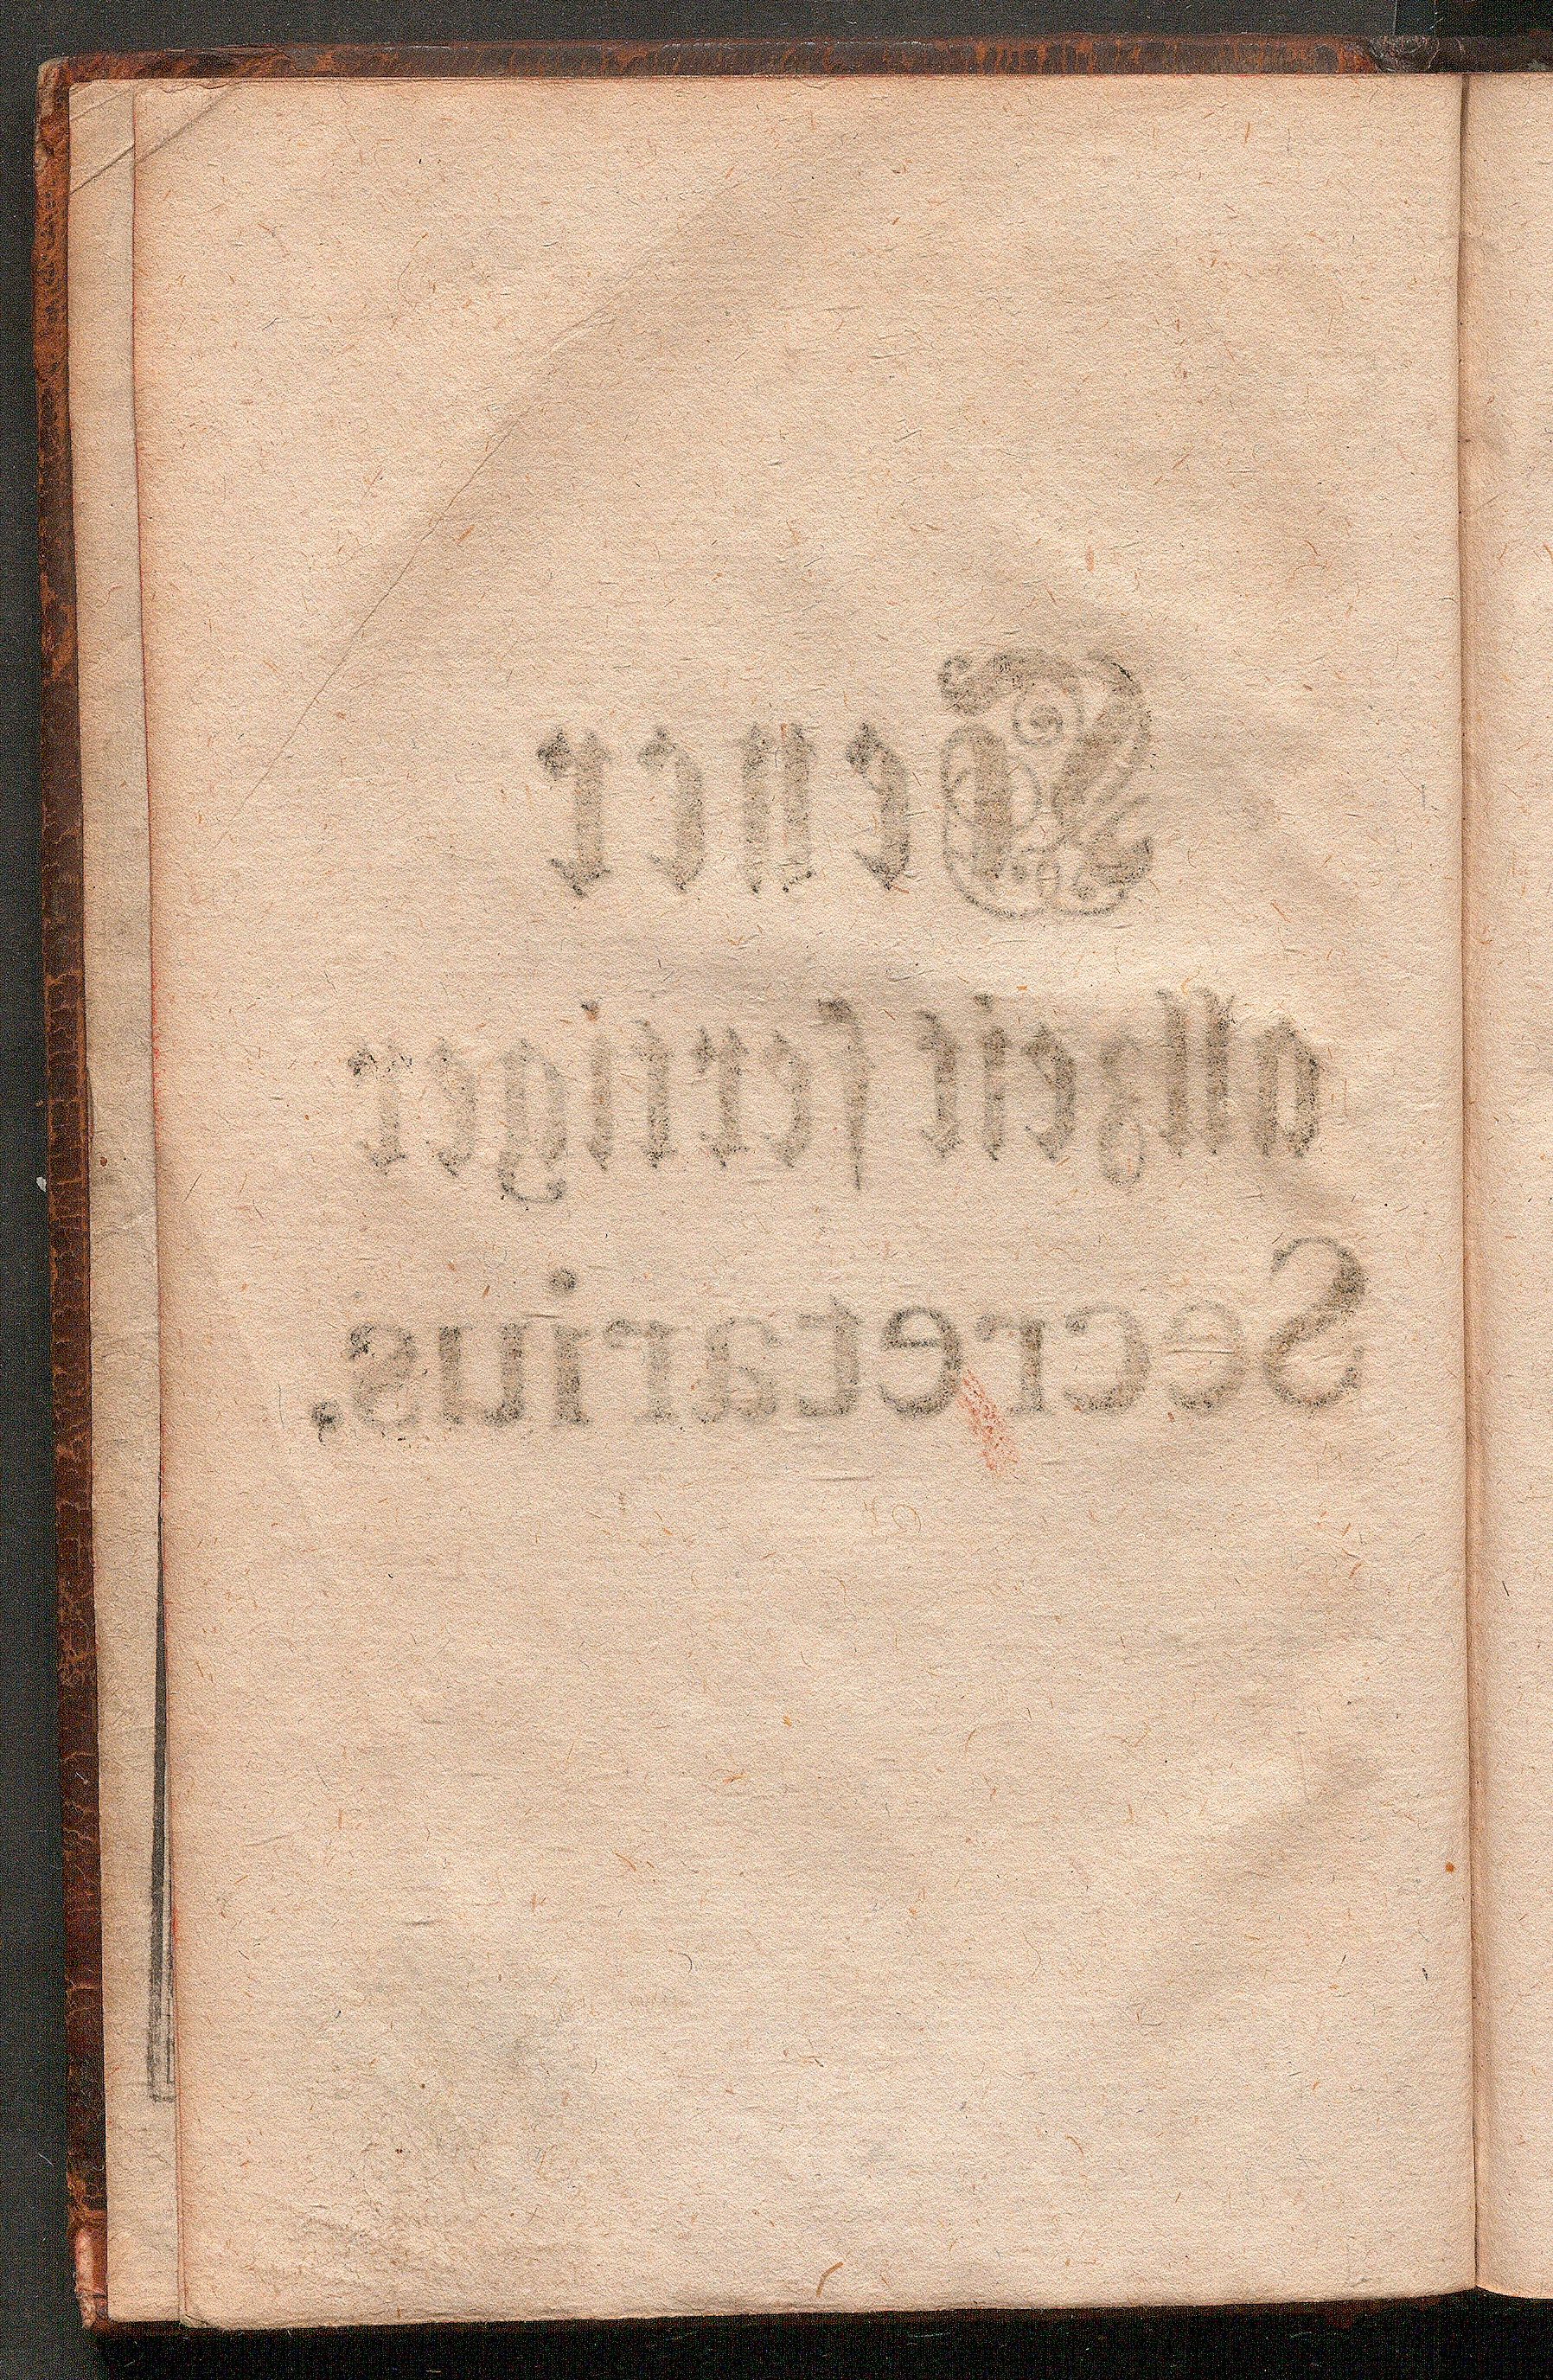 Neuer
allzeit fertiger
Secretarius.